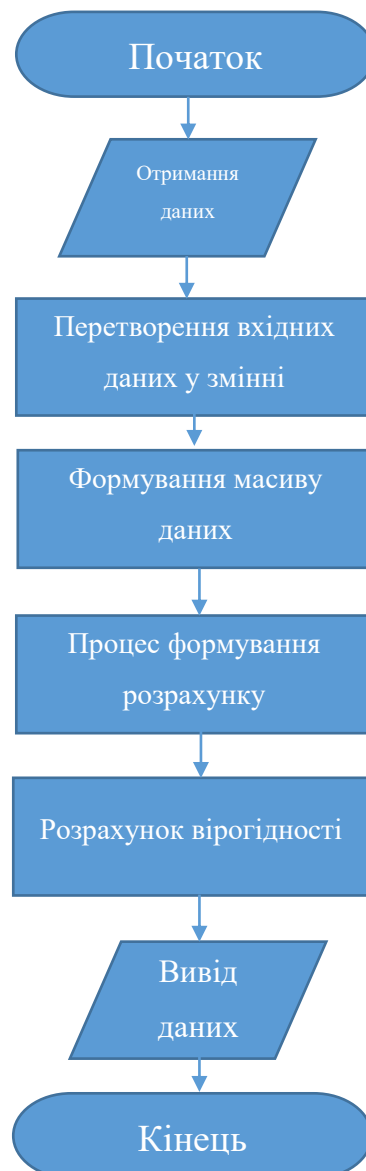 Початок
Отримання
даних
Перетворення вхідних
даних у змінні
Формування масиву
даних
Процес формування
розрахунку
Розрахунок вірогідності
Вивід
даних
Кінець